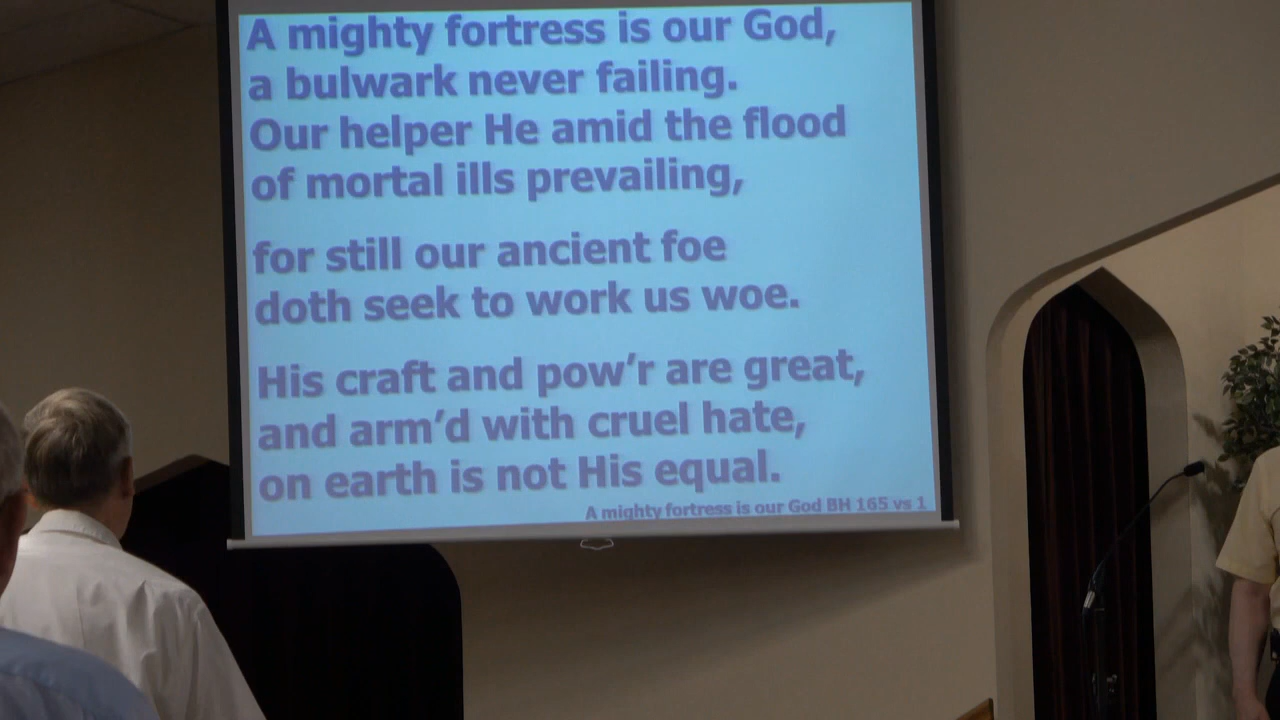 A mighty fortress is our God,
a bulwark never failing.
Our helper He amid the flood
of mortal ills prevailing,
for still our ancient foe
doth seek to work us woe.
His craft and pow’r are great,
and arm’d with cruel hate,
on earth is not His equal.
A mighty fortress is our God BH 165 vs 1